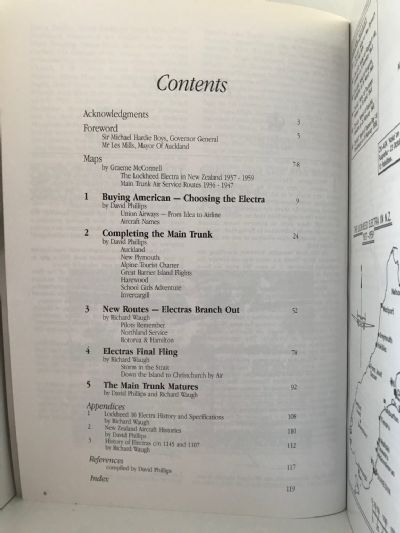 Contents
Acknowledgments 3
Foreword 5
Sir Michael Hardie Boys, Governor General
Mr Les Mills, Mayor Of Auckland
Maps 7-8
by Graeme McConnell
The Lockheed Electra in New Zealand 1937 - 1959
Main Trunk Air Service Routes 1936 - 1947
1 Buying American — Choosing the Electra 9
by David Phillips
Union Airways — From Idea to Airline
Aircraft Names
2 Completing the Main Trunk 24
by David Phillips
Auckland
New Plymouth
Alpine Tourist Charter
Great Barrier Island Flights
Harewood
School Girls Adventure
Invercargill
3 New Routes — Electras Branch Out 52
by Richard Waugh
Pilots Remember
Northland Service
Rotorua & Hamilton
4 Electras Final Fling 78
by Richard Waugh
Storm in the Strait
Down the Island to Christchurch by Air
5 The Main Trunk Matures 92
by David Phillips and Richard Waugh
Appendices
1 Lockheed 10 Electra History and Specifications 108
by Richard Waugh
2 New Zealand Aircraft Histories 110
by David Phillips
3 History of Electras c/n 1145 and 1107 112
by Richard Waugh
References 117
compiled by David Phillips
Index 119
THE LOCKHEED ELECTRA IN N.Z.